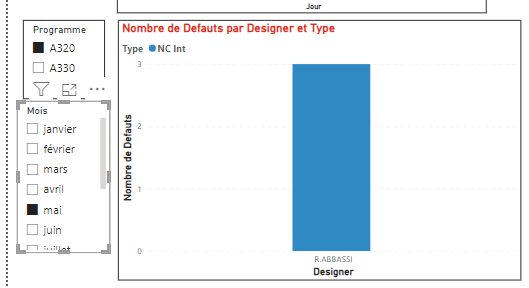 Jour
Programme
A320
A330
Mois
janvier
février
mars
avril
mai
juin
juillet
Nombre de Defauts par Designer et Type
Type NC Int
3
2
1
0
Nombre de Defauts
R.ABBASSI
Designer